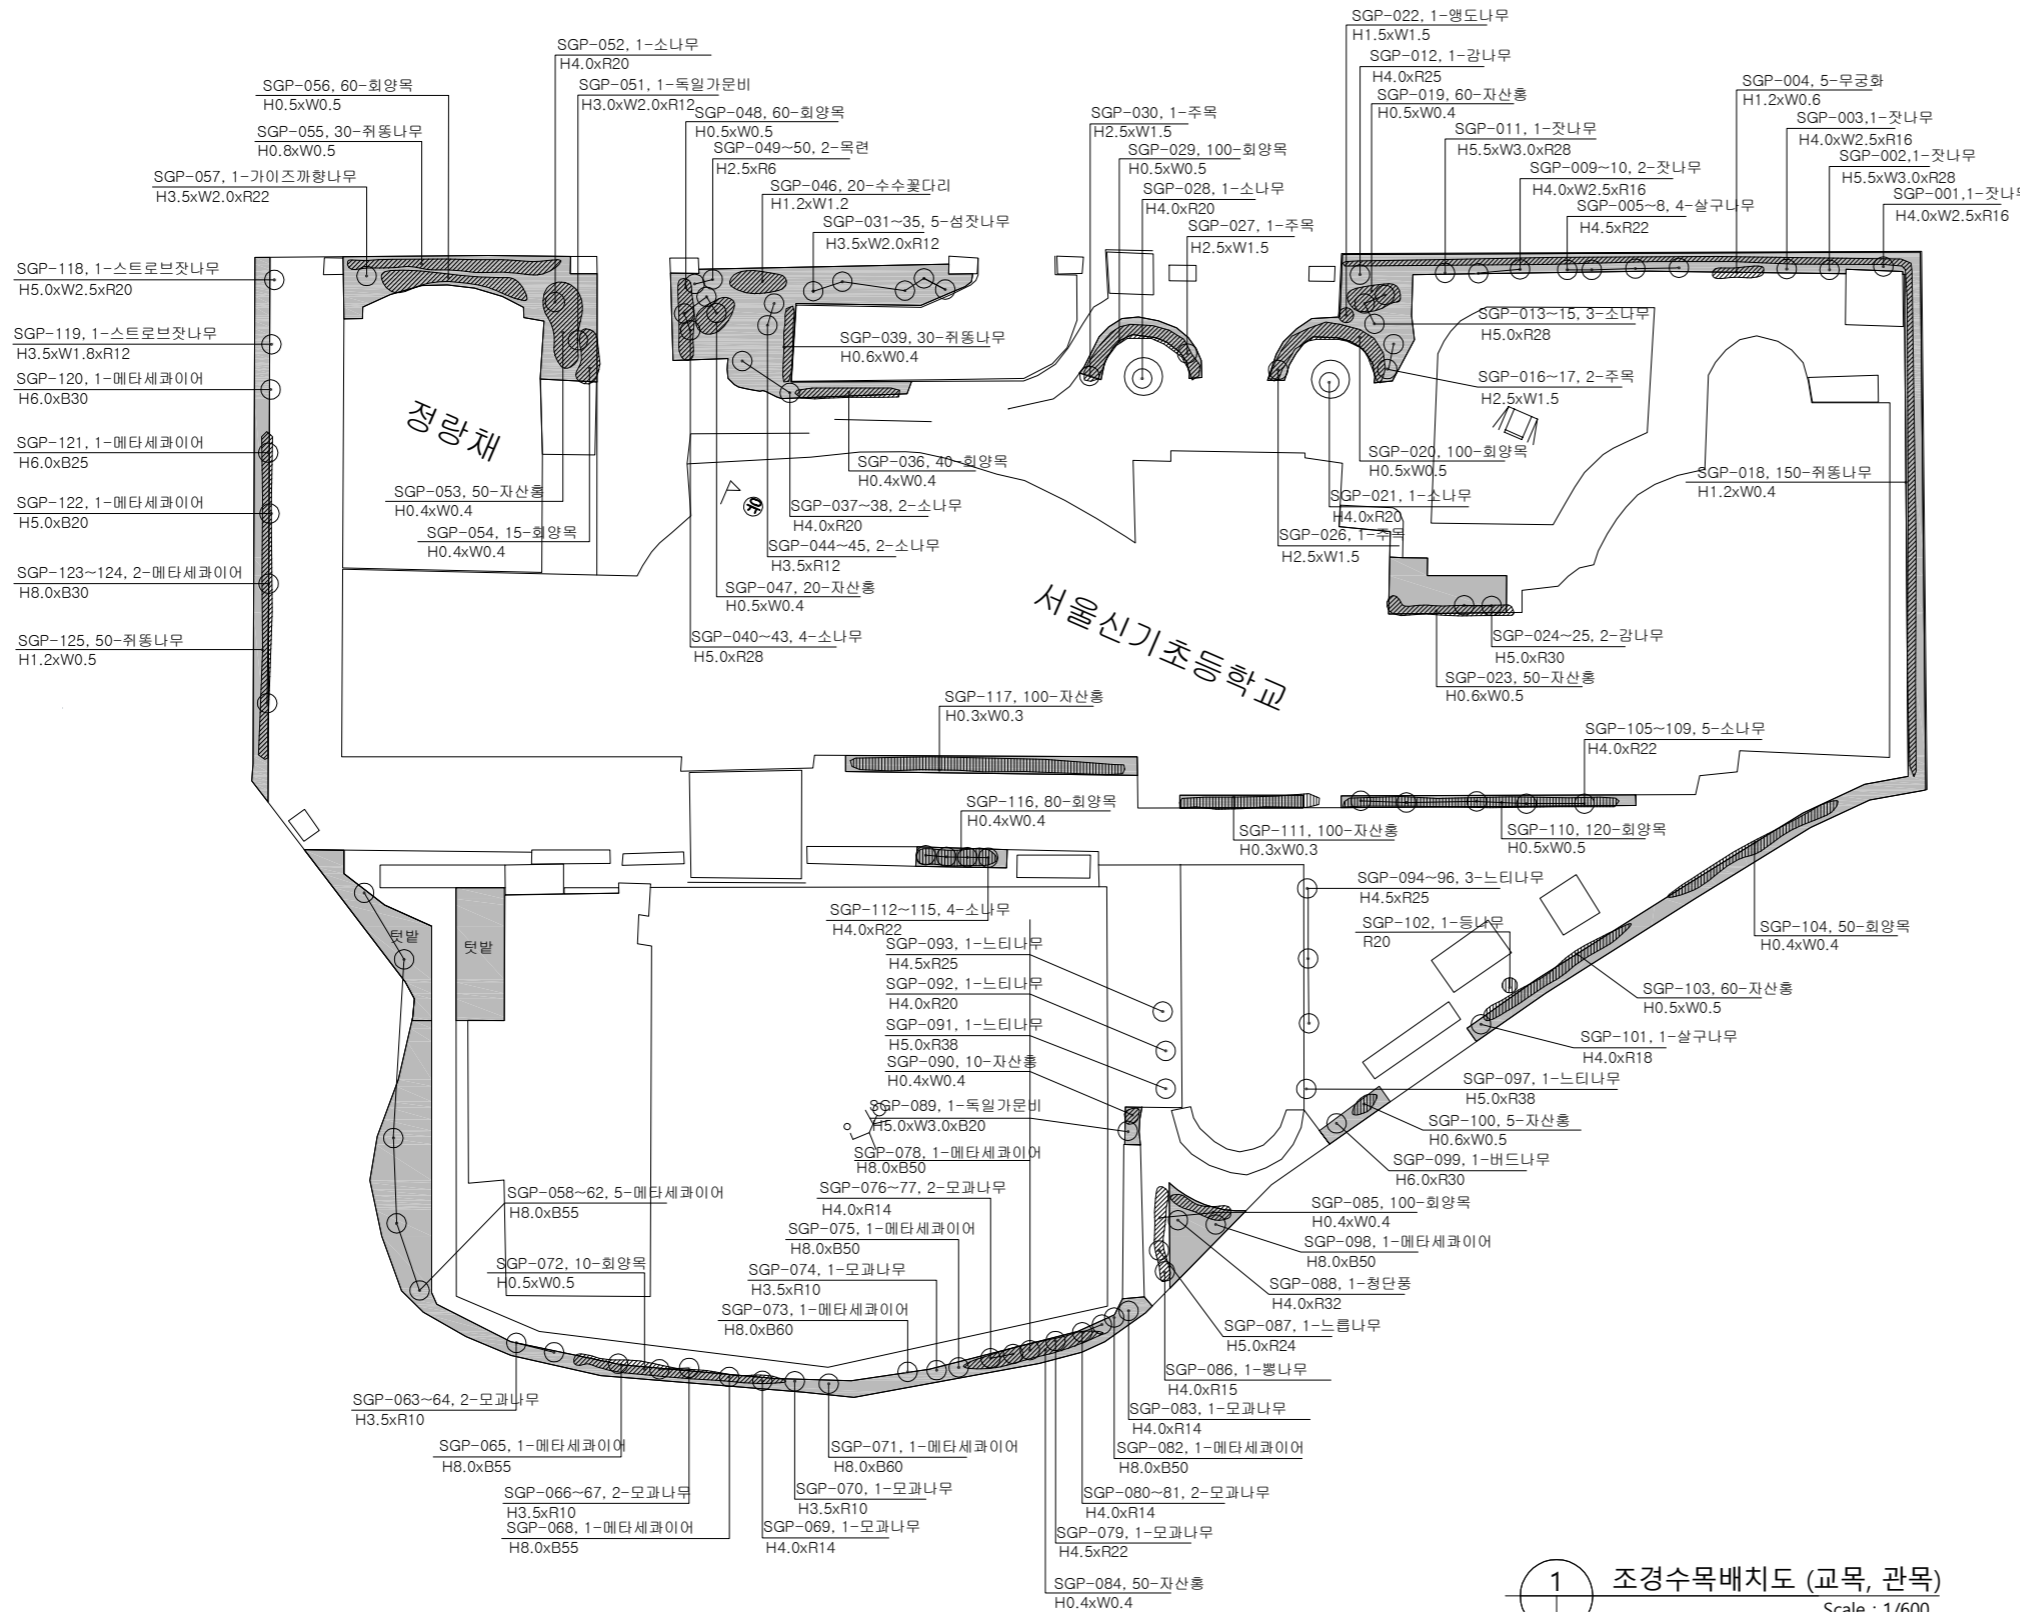 SGP-022, 1-앵도나무
H1.5xW1.5
SGP-052, 1-소나무
H4.0xR20
SGP-012, 1-감나무
H4.0xR25
SGP-056, 60-회양목
H0.5xW0.5
SGP-051, 1-독일가문비
H3.0xW2.0xR12
SGP-019, 60-자산홍
H0.5xW0.4
SGP-004, 5-무궁화
H1.2xW0.6
SGP-048, 60-회양목
H0.5xW0.5
SGP-030, 1-주목
H2.5xW1.5
SGP-003,1-잣나무
H4.0xW2.5xR16
SGP-055, 30-쥐똥나무
H0.8xW0.5
SGP-011, 1-잣나무
H5.5xW3.0xR28
SGP-049~50, 2-목련
H2.5xR6
SGP-029, 100-회양목
H0.5xW0.5
SGP-002,1-잣나무
H5.5xW3.0xR28
SGP-009~10, 2-잣나무
H4.0xW2.5xR16
SGP-057, 1-가이즈까향나무
H3.5xW2.0xR22
SGP-046, 20-수수꽃다리
H1.2xW1.2
SGP-028, 1-소나무
H4.0xR20
SGP-001,1-잣나무
H4.0xW2.5xR16
SGP-005~8, 4-살구나무
H4.5xR22
SGP-031~35, 5-섬잣나무
H3.5xW2.0xR12
SGP-027, 1-주목
H2.5xW1.5
SGP-118, 1-스트로브잣나무
H5.0xW2.5xR20
SGP-119, 1-스트로브잣나무
H3.5xW1.8xR12
SGP-039, 30-쥐똥나무
H0.6xW0.4
SGP-013~15, 3-소나무
H5.0xR28
SGP-120, 1-메타세콰이어
H6.0xB30
SGP-016~17, 2-주목
H2.5xW1.5
정랑채
SGP-121, 1-메타세콰이어
H6.0xB25
SGP-036, 40-회양목
H0.4xW0.4
SGP-020, 100-회양목
H0.5xW0.5
SGP-018, 150-쥐똥나무
H1.2xW0.4
SGP-122, 1-메타세콰이어
H5.0xB20
SGP-053, 50-자산홍
H0.4xW0.4
SGP-037~38, 2-소나무
H4.0xR20
SGP-021, 1-소나무
H4.0xR20
SGP-054, 15-회양목
H0.4xW0.4
SGP-044~45, 2-소나무
H3.5xR12
SGP-026, 1-주목
H2.5xW1.5
SGP-123~124, 2-메타세콰이어
H8.0xB30
SGP-047, 20-자산홍
H0.5xW0.4
서울신기초등학교
SGP-125, 50-쥐똥나무
H1.2xW0.5
SGP-040~43, 4-소나무
H5.0xR28
SGP-024~25, 2-감나무
H5.0xR30
SGP-023, 50-자산홍
H0.6xW0.5
SGP-117, 100-자산홍
H0.3xW0.3
SGP-105~109, 5-소나무
H4.0xR22
SGP-116, 80-회양목
H0.4xW0.4
SGP-111, 100-자산홍
H0.3xW0.3
SGP-110, 120-회양목
H0.5xW0.5
SGP-094~96, 3-느티나무
H4.5xR25
SGP-112~115, 4-소나무
H4.0xR22
SGP-102, 1-등나무
R20
SGP-104, 50-회양목
H0.4xW0.4
텃밭
텃밭
SGP-093, 1-느티나무
H4.5xR25
SGP-092, 1-느티나무
H4.0xR20
SGP-103, 60-자산홍
H0.5xW0.5
SGP-091, 1-느티나무
H5.0xR38
SGP-101, 1-살구나무
H4.0xR18
SGP-090, 10-자산홍
H0.4xW0.4
SGP-097, 1-느티나무
H5.0xR38
SGP-089, 1-독일가문비
H5.0xW3.0xB20
SGP-100, 5-자산홍
H0.6xW0.5
SGP-078, 1-메타세콰이어
H8.0xB50
SGP-099, 1-버드나무
H6.0xR30
SGP-058~62, 5-메타세콰이어
H8.0xB55
SGP-076~77, 2-모과나무
H4.0xR14
SGP-085, 100-회양목
H0.4xW0.4
SGP-075, 1-메타세콰이어
H8.0xB50
SGP-098, 1-메타세콰이어
H8.0xB50
SGP-072, 10-회양목
H0.5xW0.5
SGP-074, 1-모과나무
H3.5xR10
SGP-088, 1-청단풍
H4.0xR32
SGP-073, 1-메타세콰이어
H8.0xB60
SGP-087, 1-느릅나무
H5.0xR24
SGP-086, 1-뽕나무
H4.0xR15
SGP-063~64, 2-모과나무
H3.5xR10
SGP-083, 1-모과나무
H4.0xR14
SGP-065, 1-메타세콰이어
H8.0xB55
SGP-071, 1-메타세콰이어
H8.0xB60
SGP-082, 1-메타세콰이어
H8.0xB50
SGP-066~67, 2-모과나무
H3.5xR10
SGP-070, 1-모과나무
H3.5xR10
SGP-080~81, 2-모과나무
H4.0xR14
SGP-068, 1-메타세콰이어
H8.0xB55
SGP-069, 1-모과나무
H4.0xR14
SGP-079, 1-모과나무
H4.5xR22
SGP-084, 50-자산홍
H0.4xW0.4
1
조경수목배치도 (교목, 관목)
Scale : 1/600